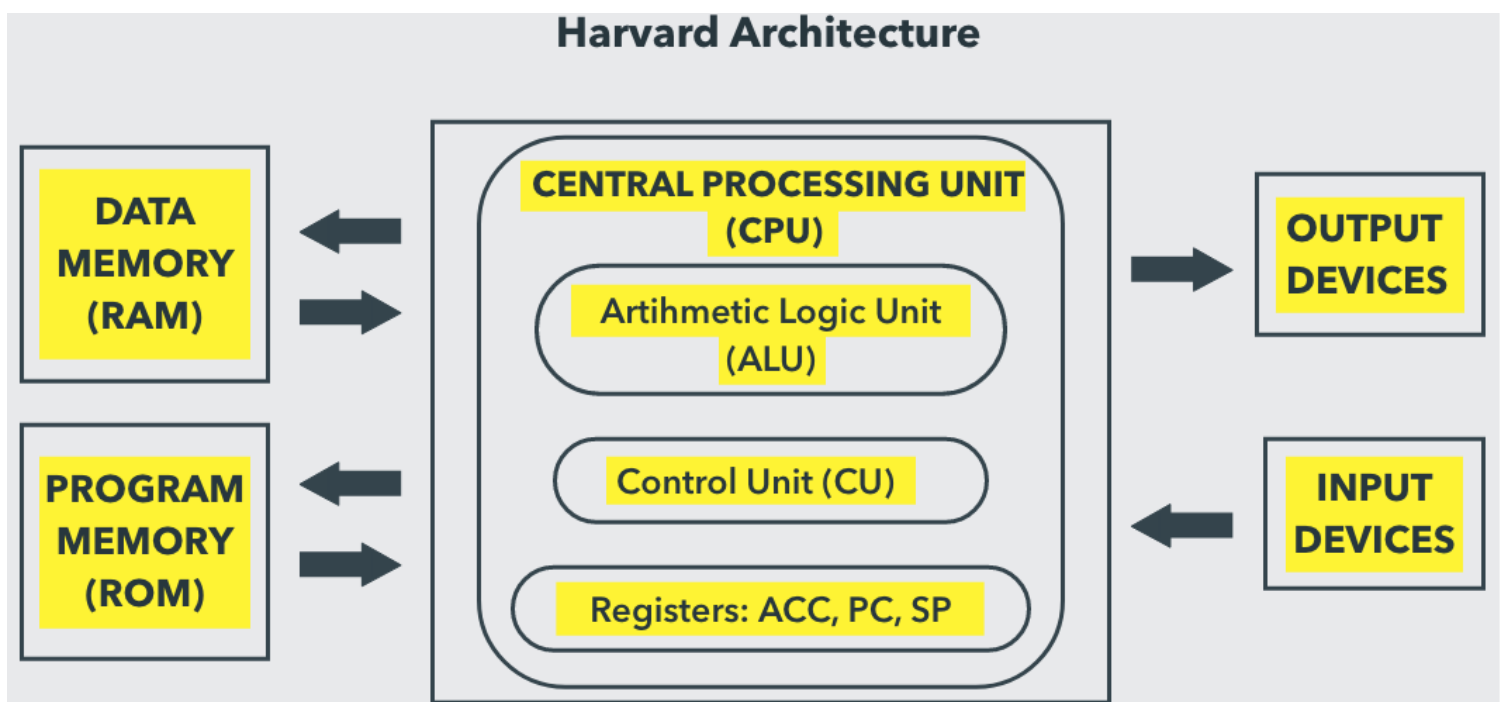 Harvard Architecture
DATA
MEMORY
(RAM)
PROGRAM
MEMORY
(ROM)
CENTRAL PROCESSING UNIT
(CPU)
Artihmetic Logic Unit
(ALU)
Control Unit (CU)
Registers: ACC, PC, SP
OUTPUT
DEVICES
INPUT
DEVICES